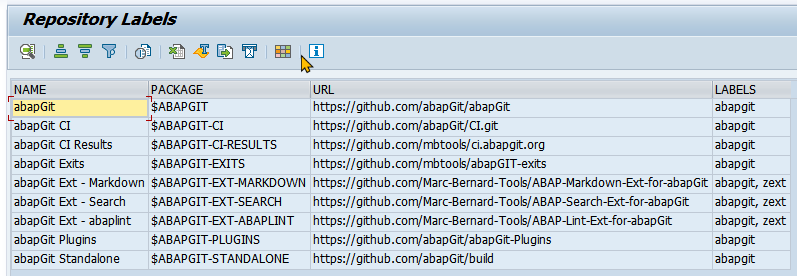 Repository Labels
NAME PACKAGE URL LABELS
abapGit $ABAPGIT https://github.com/abapGit/abapGit abapgit
abapGit CI $ABAPGIT-CI https://github.com/abapGit/CI.git abapgit
abapGit CI Results $ABAPGIT-CI-RESULTS https://github.com/mbtools/ci.abapgit.org abapgit
abapGit Exits $ABAPGIT-EXITS https://github.com/mbtools/abapGIT-exits abapgit
abapGit Ext - Markdown $ABAPGIT-EXT-MARKDOWN https://github.com/Marc-Bernard-Tools/ABAP-Markdown-Ext-for-abapGit abapgit, zext
abapGit Ext - Search $ABAPGIT-EXT-SEARCH https://github.com/Marc-Bernard-Tools/ABAP-Search-Ext-for-abapGit abapgit, zext
abapGit Ext - abaplint $ABAPGIT-EXT-ABAPLINT https://github.com/Marc-Bernard-Tools/ABAP-Lint-Ext-for-abapGit abapgit, zext
abapGit Plugins $ABAPGIT-PLUGINS https://github.com/abapGit/abapGit-Plugins abapgit
abapGit Standalone $ABAPGIT-STANDALONE https://github.com/abapGit/build abapgit